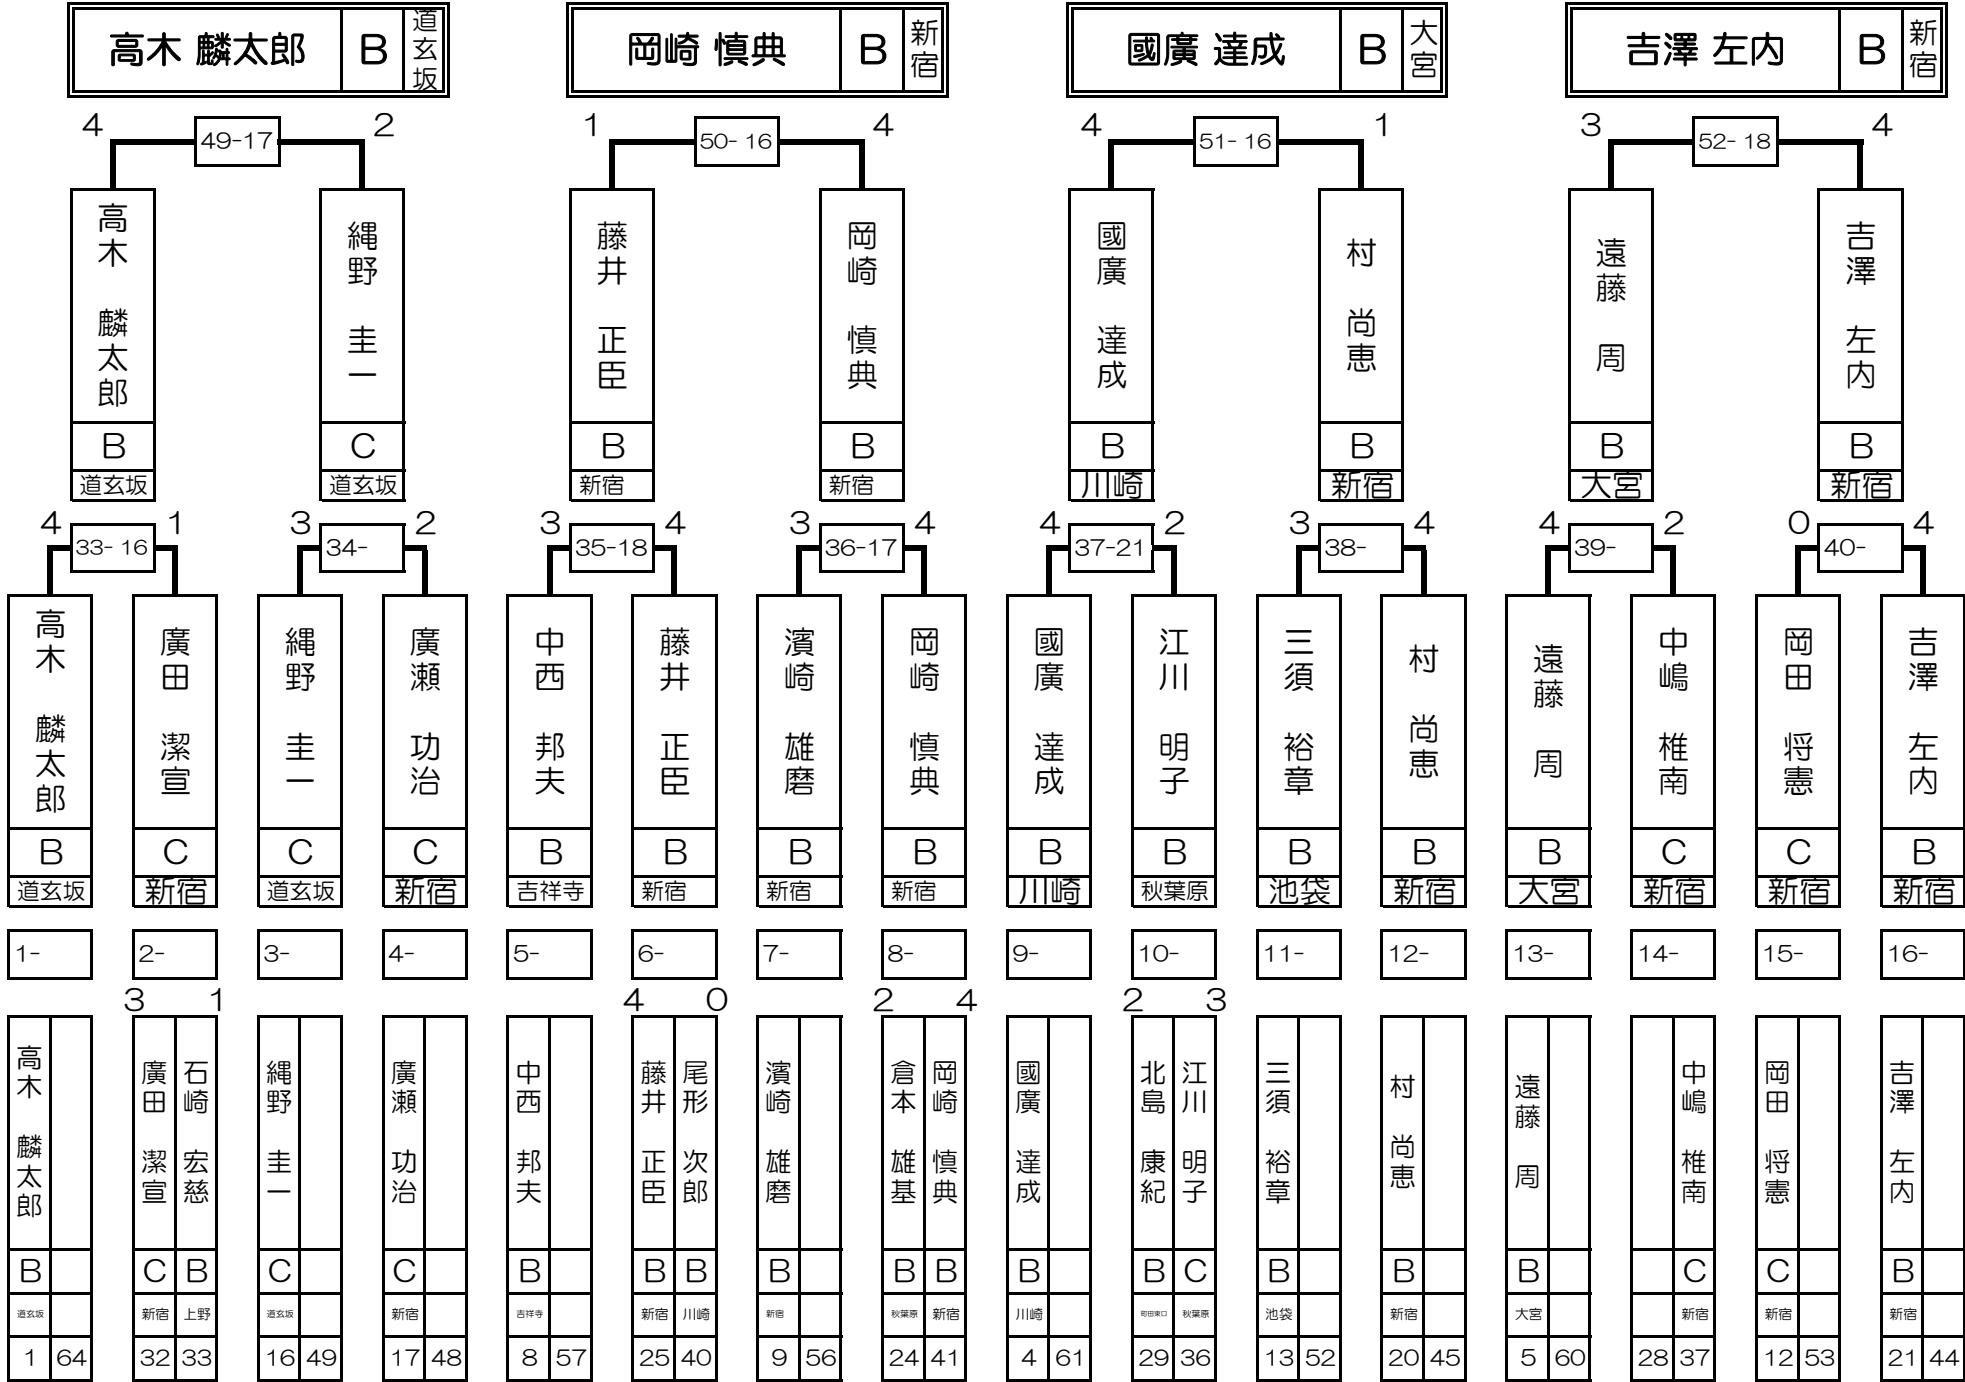 高木 麟太郎 B 道玄坂 岡崎 慎典 B 新宿 國廣 達成 B 大宮 吉澤 左内 B 新宿
4 49-17 2 1 50- 16 4 4 51- 16 1 3 52- 18 4
高木 麟太郎 縄野 圭一 藤井 正臣 岡崎 慎典 國廣 達成 村 尚恵 遠藤 周 吉澤 左内
B C B B B B B B
道玄坂 道玄坂 新宿 新宿 川崎 新宿 大宮 新宿
4 33- 16 1 3 34- 2 3 35-18 4 3 36-17 4 4 37-21 2 3 38- 4 4 39- 2 0 40- 4
高木 麟太郎 廣田 潔宣 縄野 圭一 廣瀬 功治 中西 邦夫 藤井 正臣 濱崎 雄磨 岡崎 慎典 國廣 達成 江川 明子 三須 裕章 村 尚恵 遠藤 周 中嶋 椎南 岡田 将憲 吉澤 左内
B C C C B B B B B B B B B C C B
道玄坂 新宿 道玄坂 新宿 吉祥寺 新宿 新宿 新宿 川崎 秋葉原 池袋 新宿 大宮 新宿 新宿 新宿
1- 2- 3- 4- 5- 6- 7- 8- 9- 10- 11- 12- 13- 14- 15- 16-
3 1 4 0 2 4 2 3
高木 麟太郎 廣田 潔宣 石崎 宏慈 縄野 圭一 廣瀬 功治 中西 邦夫 藤井 正臣 尾形 次郎 濱崎 雄磨 倉本 雄基 岡崎 慎典 國廣 達成 北島 康紀 江川 明子 三須 裕章 村 尚恵 遠藤 周 中嶋 椎南 岡田 将憲 吉澤 左内
B C B C C B B B B B B B B C B B B C C B
道玄坂 新宿 上野 道玄坂 新宿 吉祥寺 新宿 川崎 新宿 秋葉原 新宿 川崎 町田東口 秋葉原 池袋 新宿 大宮 新宿 新宿 新宿
1 64 32 33 16 49 17 48 8 57 25 40 9 56 24 41 4 61 29 36 13 52 20 45 5 60 28 37 12 53 21 44